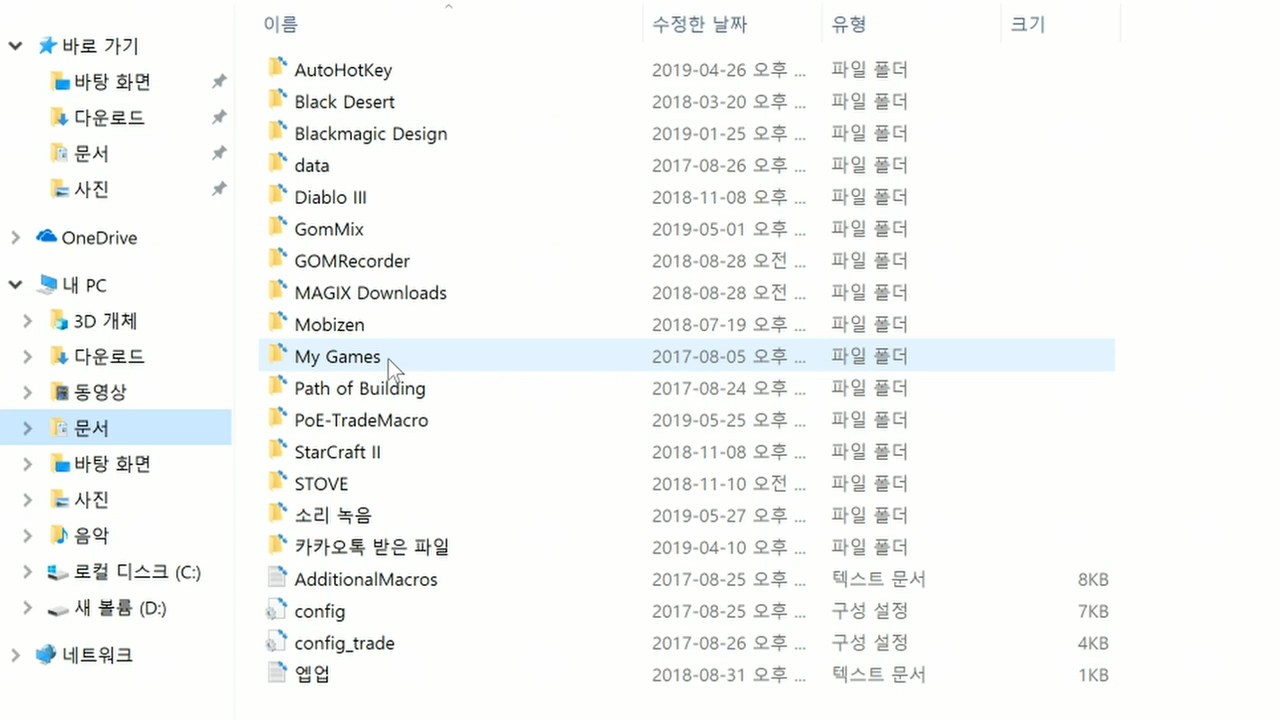 이름 수정한 날짜 유형 크기
바로 가기
바탕 화면
다운로드
문서
사진
OneDrive
내 PC
3D 개체
다운로드
동영상
문서
바탕 화면
사진
음악
로컬 디스크 (C:)
새 볼륨 (D:)
네트워크
AutoHotKey 2019-04-26 오후 ... 파일 폴더
Black Desert 2018-03-20 오후 ... 파일 폴더
Blackmagic Design 2019-01-25 오후 ... 파일 폴더
data 2017-08-26 오후 ... 파일 폴더
Diablo III 2018-11-08 오후 ... 파일 폴더
GomMix 2019-05-01 오후 ... 파일 폴더
GOMRecorder 2018-08-28 오전 ... 파일 폴더
MAGIX Downloads 2018-08-28 오전 ... 파일 폴더
Mobizen 2018-07-19 오후 ... 파일 폴더
My Games 2017-08-05 오후 ... 파일 폴더
Path of Building 2017-08-24 오후 ... 파일 폴더
PoE-TradeMacro 2019-05-25 오후 ... 파일 폴더
StarCraft II 2018-11-08 오후 ... 파일 폴더
STOVE 2018-11-10 오전 ... 파일 폴더
소리 녹음 2019-05-27 오후 ... 파일 폴더
카카오톡 받은 파일 2019-04-10 오후 ... 파일 폴더
AdditionalMacros 2017-08-25 오후 ... 텍스트 문서 8KB
config 2017-08-25 오후 ... 구성 설정 7KB
config_trade 2017-08-26 오후 ... 구성 설정 4KB
엡업 2018-08-31 오후 ... 텍스트 문서 1KB